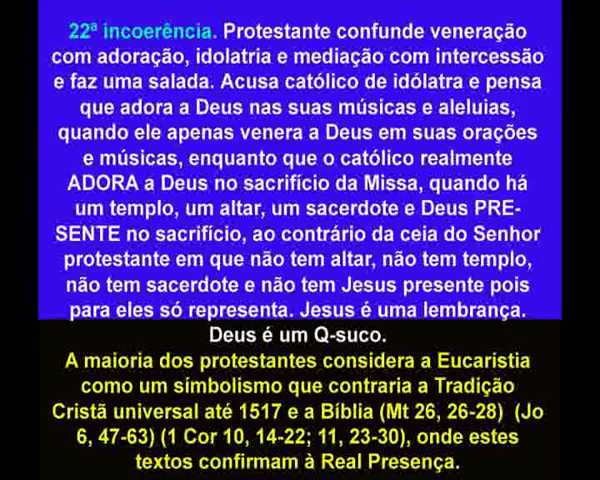 22ª incoerência. Protestante confunde veneração
com adoração, idolatria e mediação com intercessão
e faz uma salada. Acusa católico de idólatra e pensa
que adora a Deus nas suas músicas e aleluias,
quando ele apenas venera a Deus em suas orações
e músicas, enquanto que o católico realmente
ADORA a Deus no sacrifício da Missa, quando há
um templo, um altar, um sacerdote e Deus PRE-
SENTE no sacrifício, ao contrário da ceia do Senhor
protestante em que não tem altar, não tem templo,
não tem sacerdote e não tem Jesus presente pois
para eles só representa. Jesus é uma lembrança.
Deus é um Q-suco.
A maioria dos protestantes considera a Eucaristia
como um símbolismo que contraria a Tradição
Cristã universal até 1517 e a Bíblia (Mt 26, 26-28) (Jo
6, 47-63) (1 Cor 10, 14-22; 11, 23-30), onde estes
textos confirmam à Real Presença.